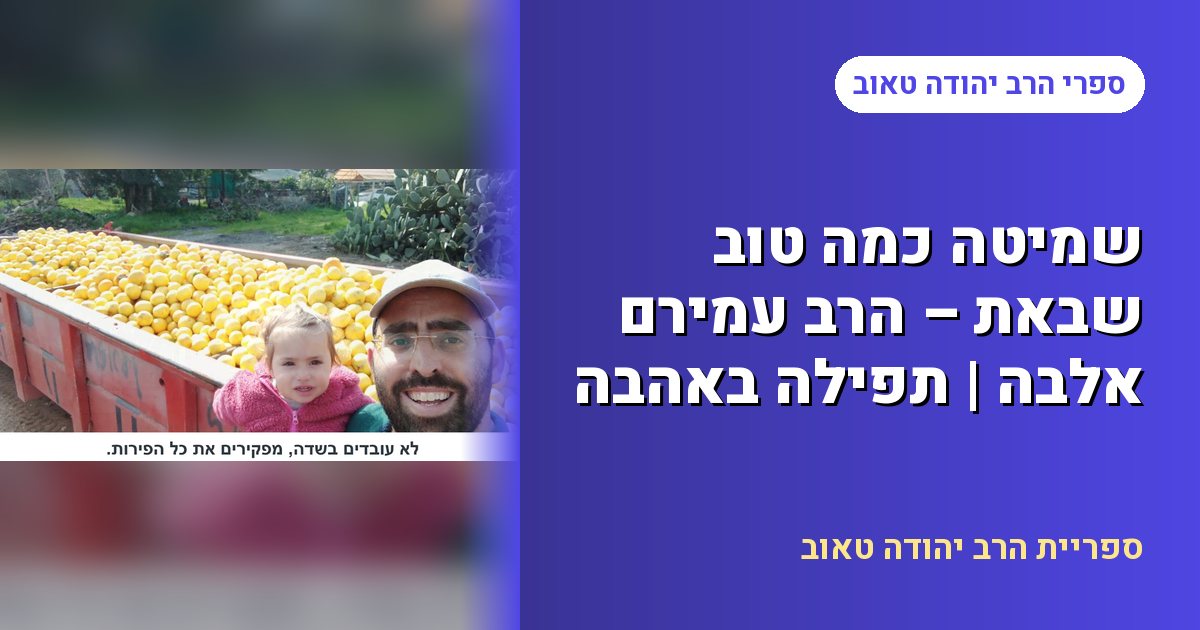 ספרי הרב יהודה טאוב
שמיטה כמה טוב
שבאת – הרב עמירם
אלבה | תפילה באהבה
לא עובדים בשדה, מפקירים את כל הפירות.
ספריית הרב יהודה טאוב